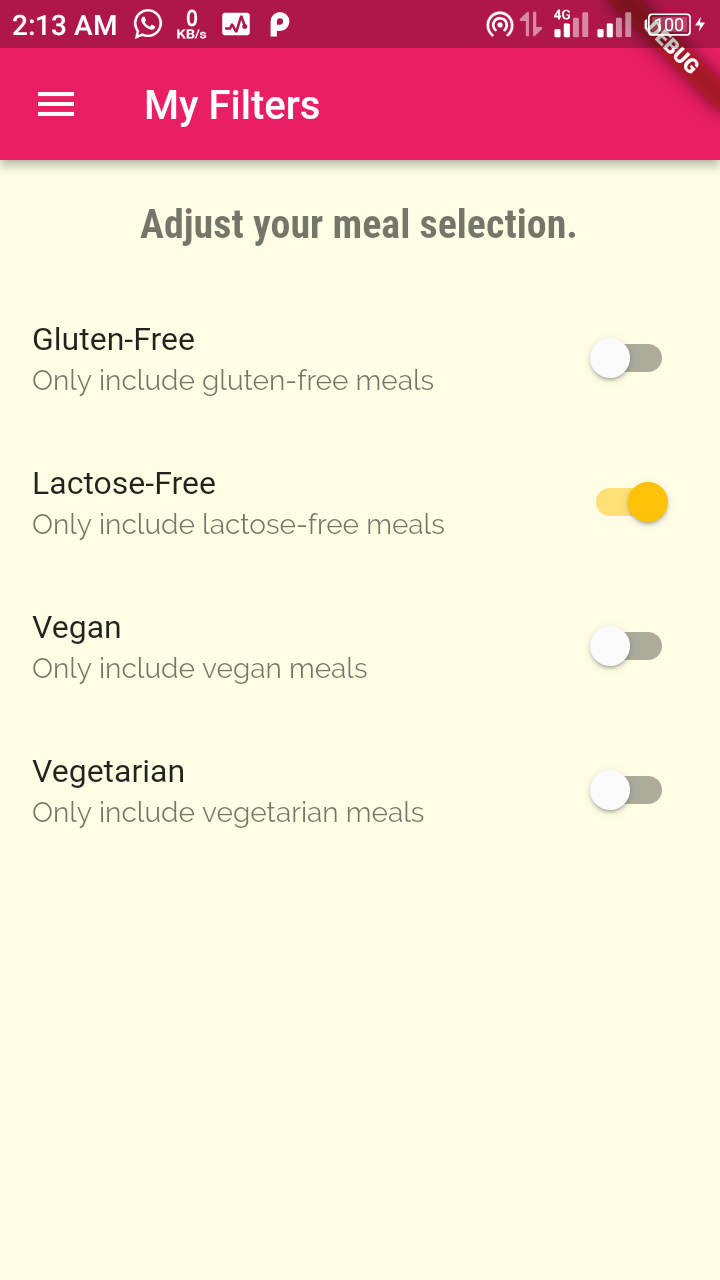 2:13 AM 0 KB/s 4G 100
DEBUG
My Filters
Adjust your meal selection.
Gluten-Free
Only include gluten-free meals
Lactose-Free
Only include lactose-free meals
Vegan
Only include vegan meals
Vegetarian
Only include vegetarian meals